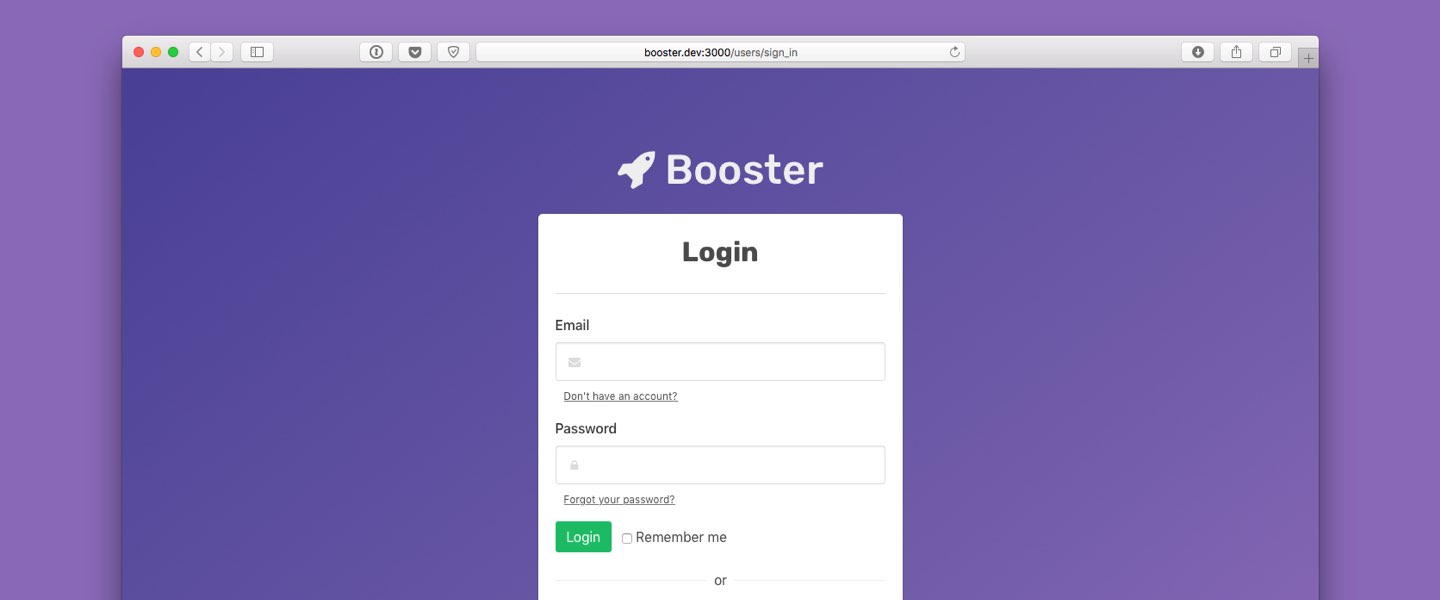 booster.dev:3000/users/sign_in
Booster
Login
Email
Don't have an account?
Password
Forgot your password?
Login Remember me
or